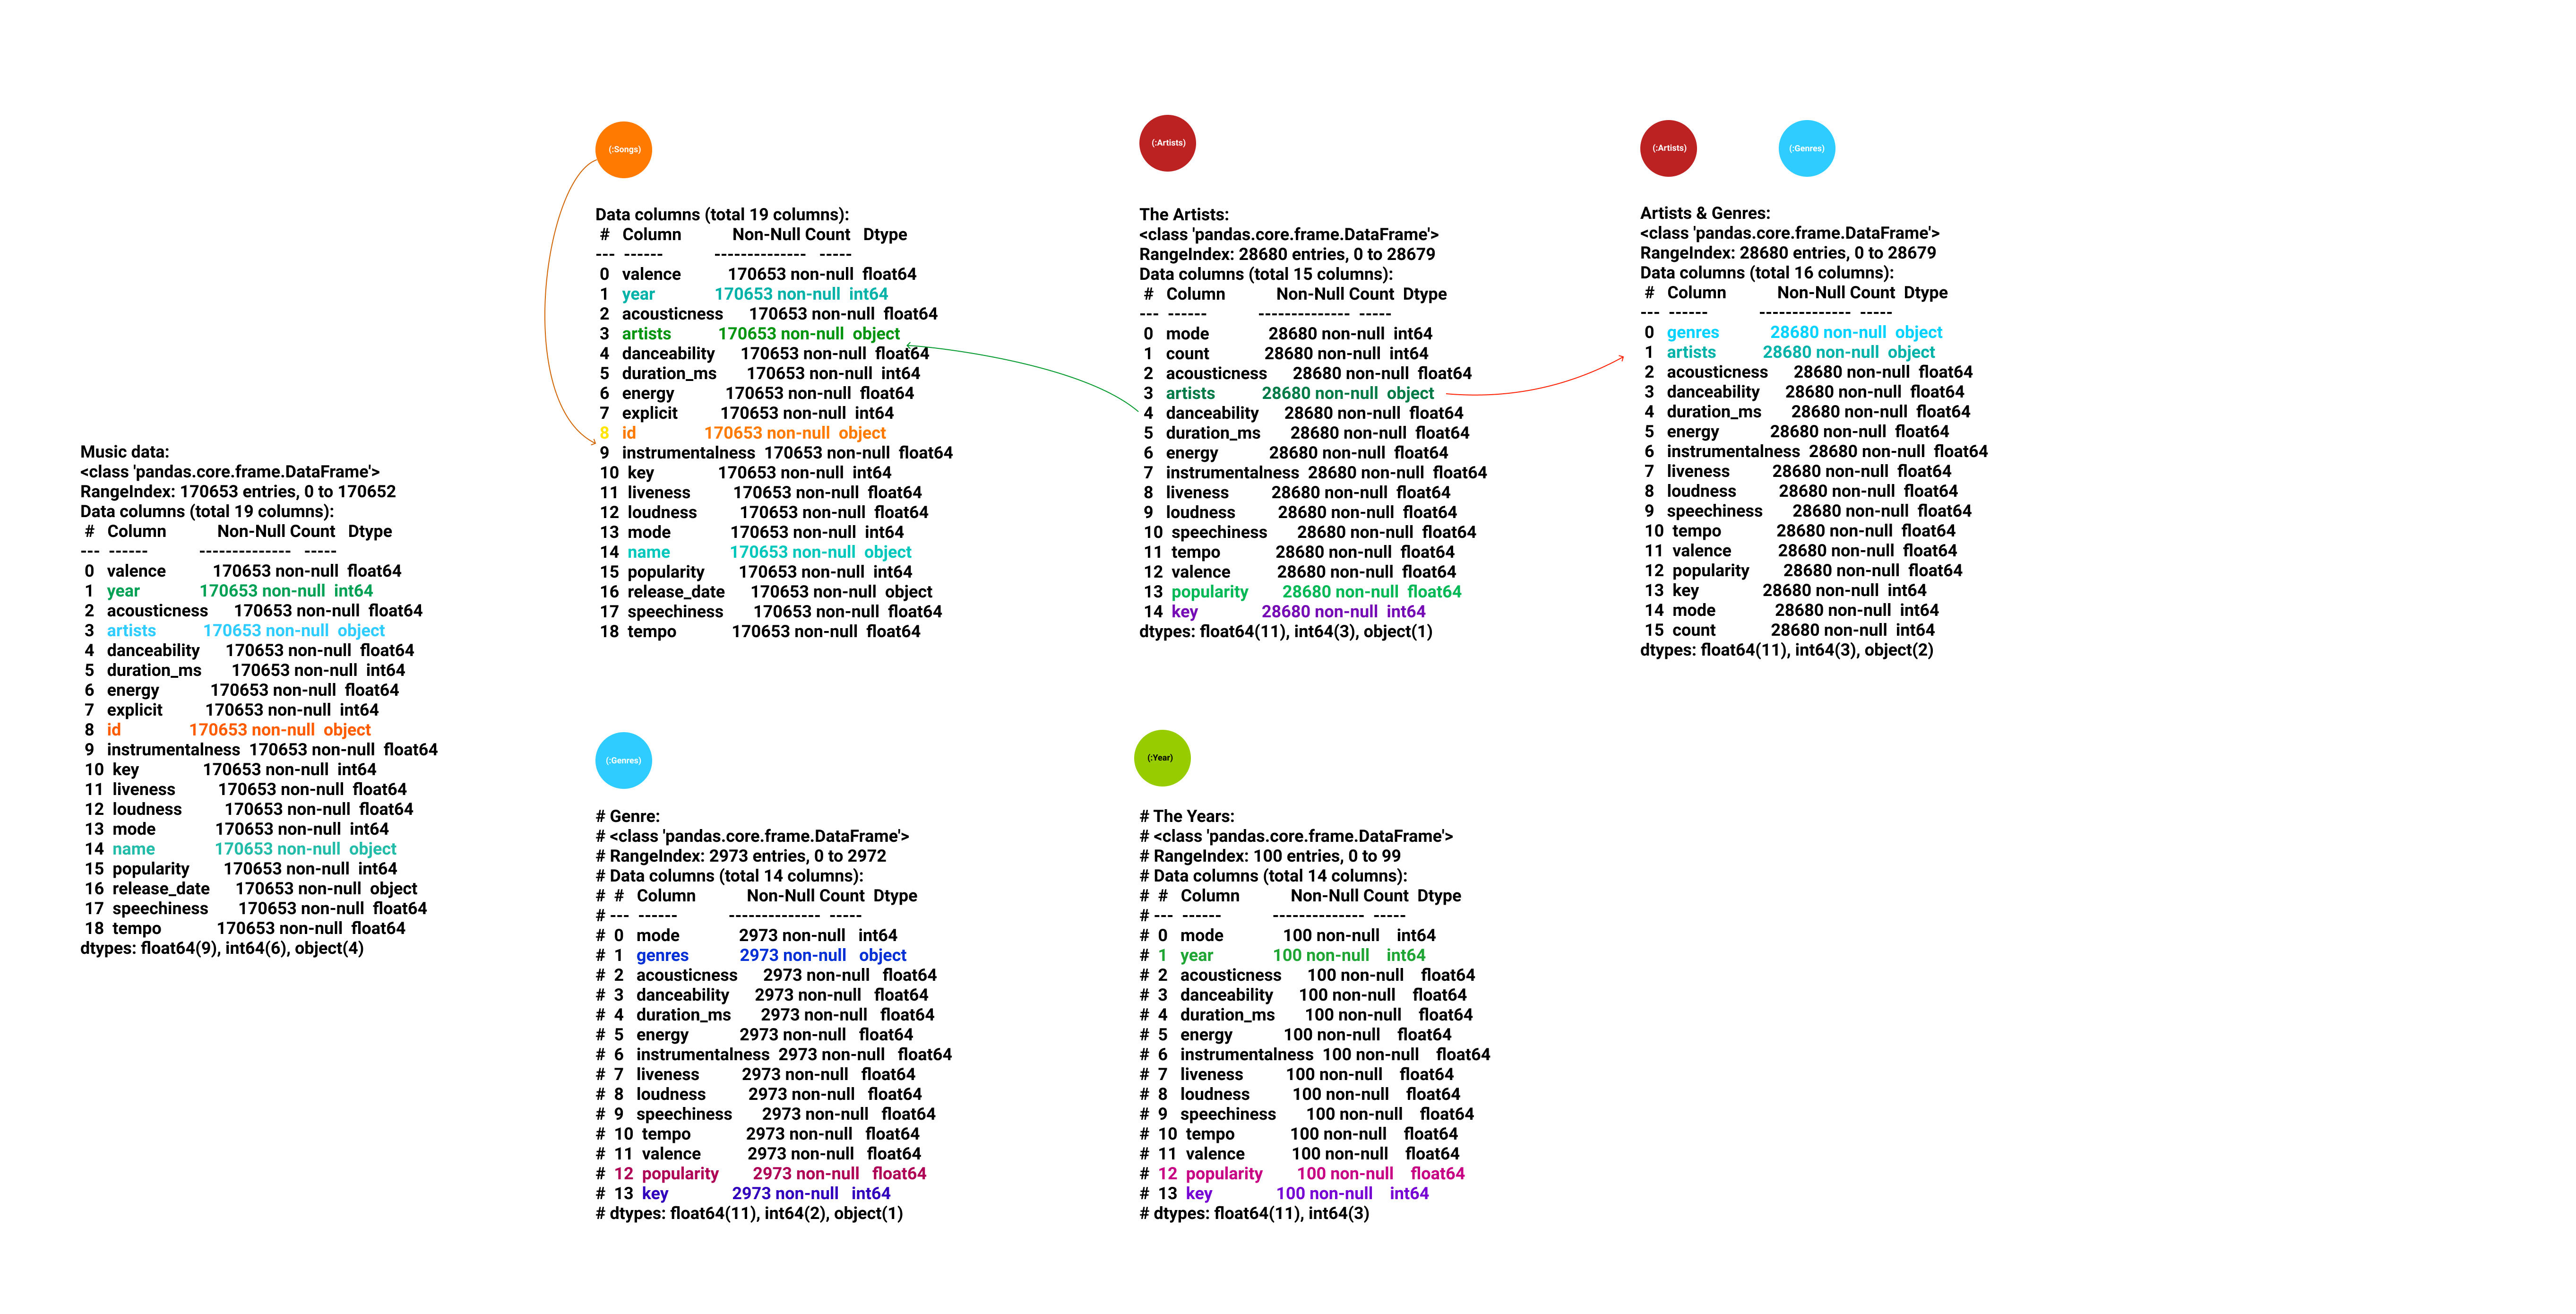 Music data:
<class 'pandas.core.frame.DataFrame'>
RangeIndex: 170653 entries, 0 to 170652
Data columns (total 19 columns):
# Column Non-Null Count Dtype
--- ------ -------------- -----
0 valence 170653 non-null float64
1 year 170653 non-null int64
2 acousticness 170653 non-null float64
3 artists 170653 non-null object
4 danceability 170653 non-null float64
5 duration_ms 170653 non-null int64
6 energy 170653 non-null float64
7 explicit 170653 non-null int64
8 id 170653 non-null object
9 instrumentalness 170653 non-null float64
10 key 170653 non-null int64
11 liveness 170653 non-null float64
12 loudness 170653 non-null float64
13 mode 170653 non-null int64
14 name 170653 non-null object
15 popularity 170653 non-null int64
16 release_date 170653 non-null object
17 speechiness 170653 non-null float64
18 tempo 170653 non-null float64
dtypes: float64(9), int64(6), object(4)
(:Songs)
Data columns (total 19 columns):
# Column Non-Null Count Dtype
--- ------ -------------- -----
0 valence 170653 non-null float64
1 year 170653 non-null int64
2 acousticness 170653 non-null float64
3 artists 170653 non-null object
4 danceability 170653 non-null float64
5 duration_ms 170653 non-null int64
6 energy 170653 non-null float64
7 explicit 170653 non-null int64
8 id 170653 non-null object
9 instrumentalness 170653 non-null float64
10 key 170653 non-null int64
11 liveness 170653 non-null float64
12 loudness 170653 non-null float64
13 mode 170653 non-null int64
14 name 170653 non-null object
15 popularity 170653 non-null int64
16 release_date 170653 non-null object
17 speechiness 170653 non-null float64
18 tempo 170653 non-null float64
(:Artists)
The Artists:
<class 'pandas.core.frame.DataFrame'>
RangeIndex: 28680 entries, 0 to 28679
Data columns (total 15 columns):
# Column Non-Null Count Dtype
--- ------ -------------- -----
0 mode 28680 non-null int64
1 count 28680 non-null int64
2 acousticness 28680 non-null float64
3 artists 28680 non-null object
4 danceability 28680 non-null float64
5 duration_ms 28680 non-null float64
6 energy 28680 non-null float64
7 instrumentalness 28680 non-null float64
8 liveness 28680 non-null float64
9 loudness 28680 non-null float64
10 speechiness 28680 non-null float64
11 tempo 28680 non-null float64
12 valence 28680 non-null float64
13 popularity 28680 non-null float64
14 key 28680 non-null int64
dtypes: float64(11), int64(3), object(1)
(:Artists)
(:Genres)
Artists & Genres:
<class 'pandas.core.frame.DataFrame'>
RangeIndex: 28680 entries, 0 to 28679
Data columns (total 16 columns):
# Column Non-Null Count Dtype
--- ------ -------------- -----
0 genres 28680 non-null object
1 artists 28680 non-null object
2 acousticness 28680 non-null float64
3 danceability 28680 non-null float64
4 duration_ms 28680 non-null float64
5 energy 28680 non-null float64
6 instrumentalness 28680 non-null float64
7 liveness 28680 non-null float64
8 loudness 28680 non-null float64
9 speechiness 28680 non-null float64
10 tempo 28680 non-null float64
11 valence 28680 non-null float64
12 popularity 28680 non-null float64
13 key 28680 non-null int64
14 mode 28680 non-null int64
15 count 28680 non-null int64
dtypes: float64(11), int64(3), object(2)
(:Genres)
# Genre:
# <class 'pandas.core.frame.DataFrame'>
# RangeIndex: 2973 entries, 0 to 2972
# Data columns (total 14 columns):
# # Column Non-Null Count Dtype
# --- ------ -------------- -----
# 0 mode 2973 non-null int64
# 1 genres 2973 non-null object
# 2 acousticness 2973 non-null float64
# 3 danceability 2973 non-null float64
# 4 duration_ms 2973 non-null float64
# 5 energy 2973 non-null float64
# 6 instrumentalness 2973 non-null float64
# 7 liveness 2973 non-null float64
# 8 loudness 2973 non-null float64
# 9 speechiness 2973 non-null float64
# 10 tempo 2973 non-null float64
# 11 valence 2973 non-null float64
# 12 popularity 2973 non-null float64
# 13 key 2973 non-null int64
# dtypes: float64(11), int64(2), object(1)
(:Year)
# The Years:
# <class 'pandas.core.frame.DataFrame'>
# RangeIndex: 100 entries, 0 to 99
# Data columns (total 14 columns):
# # Column Non-Null Count Dtype
# --- ------ -------------- -----
# 0 mode 100 non-null int64
# 1 year 100 non-null int64
# 2 acousticness 100 non-null float64
# 3 danceability 100 non-null float64
# 4 duration_ms 100 non-null float64
# 5 energy 100 non-null float64
# 6 instrumentalness 100 non-null float64
# 7 liveness 100 non-null float64
# 8 loudness 100 non-null float64
# 9 speechiness 100 non-null float64
# 10 tempo 100 non-null float64
# 11 valence 100 non-null float64
# 12 popularity 100 non-null float64
# 13 key 100 non-null int64
# dtypes: float64(11), int64(3)